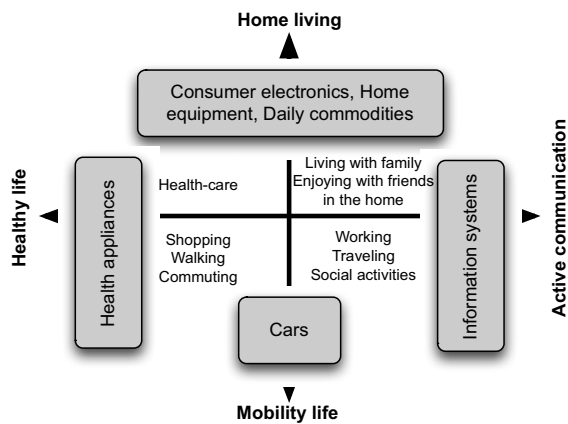 Home living
Consumer electronics, Home
equipment, Daily commodities
Healthy life
Health appliances
Health-care
Living with family
Enjoying with friends
in the home
Shopping
Walking
Commuting
Working
Traveling
Social activities
Information systems
Active communication
Cars
Mobility life